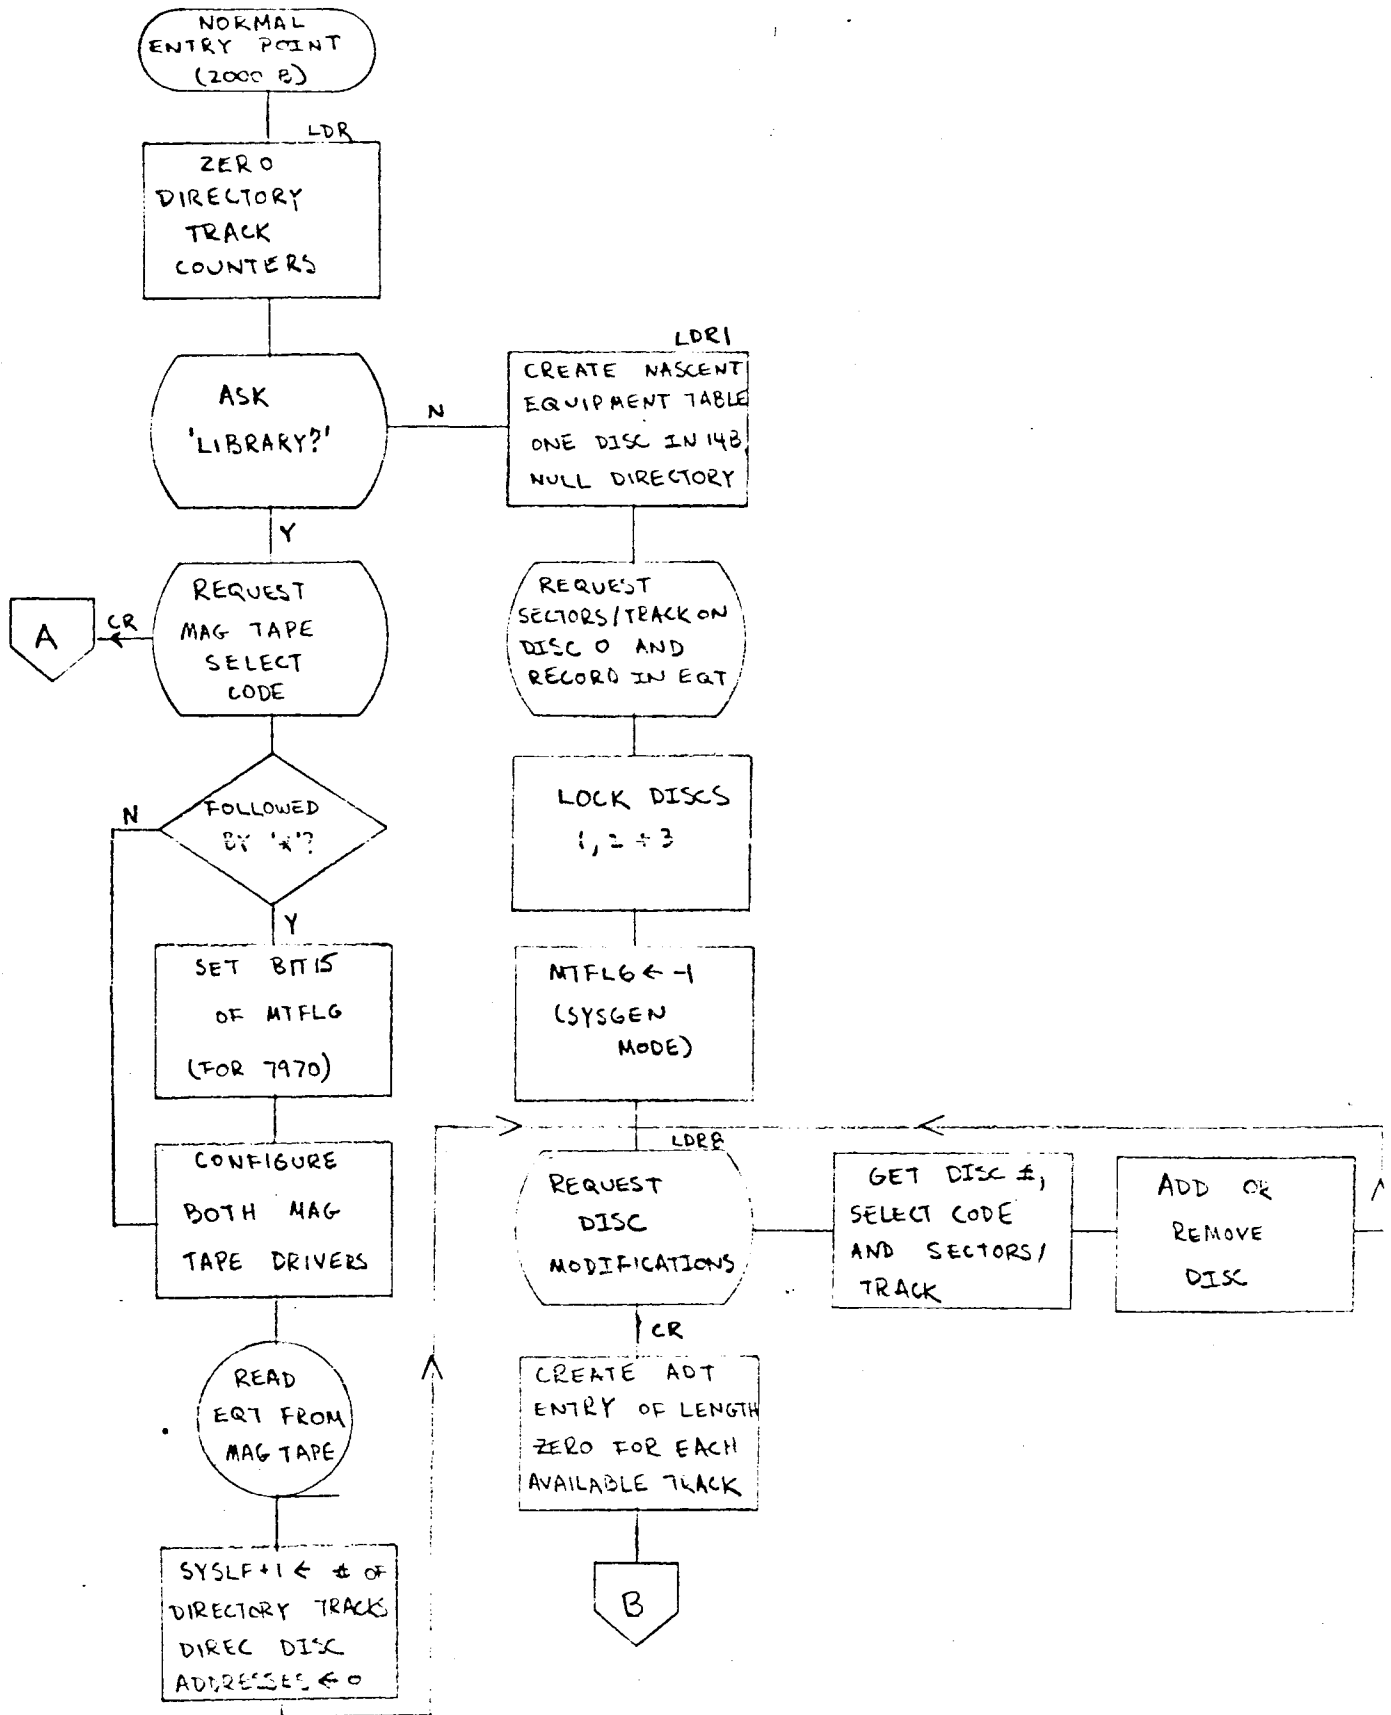 NORMAL
ENTRY POINT
(2000 B)
LDR
ZERO
DIRECTORY
TRACK
COUNTERS
ASK
'LIBRARY?'
N
Y
LDR1
CREATE NASCENT
EQUIPMENT TABLE
ONE DISC IN 14B,
NULL DIRECTORY
REQUEST
MAG TAPE
SELECT
CODE
CR
A
REQUEST
SECTORS/TRACK ON
DISC 0 AND
RECORD IN EQT
FOLLOWED
BY '*'?
N
Y
LOCK DISCS
1, 2 + 3
SET BIT 15
OF MTFLG
(FOR 7970)
MTFLG ← -1
(SYSGEN
MODE)
CONFIGURE
BOTH MAG
TAPE DRIVERS
LDR8
REQUEST
DISC
MODIFICATIONS
GET DISC #,
SELECT CODE
AND SECTORS/
TRACK
ADD OR
REMOVE
DISC
CR
READ
EQT FROM
MAG TAPE
CREATE ADT
ENTRY OF LENGTH
ZERO FOR EACH
AVAILABLE TRACK
SYSLF+1 ← # OF
DIRECTORY TRACKS
DIREC DISC
ADDRESSES ← 0
B